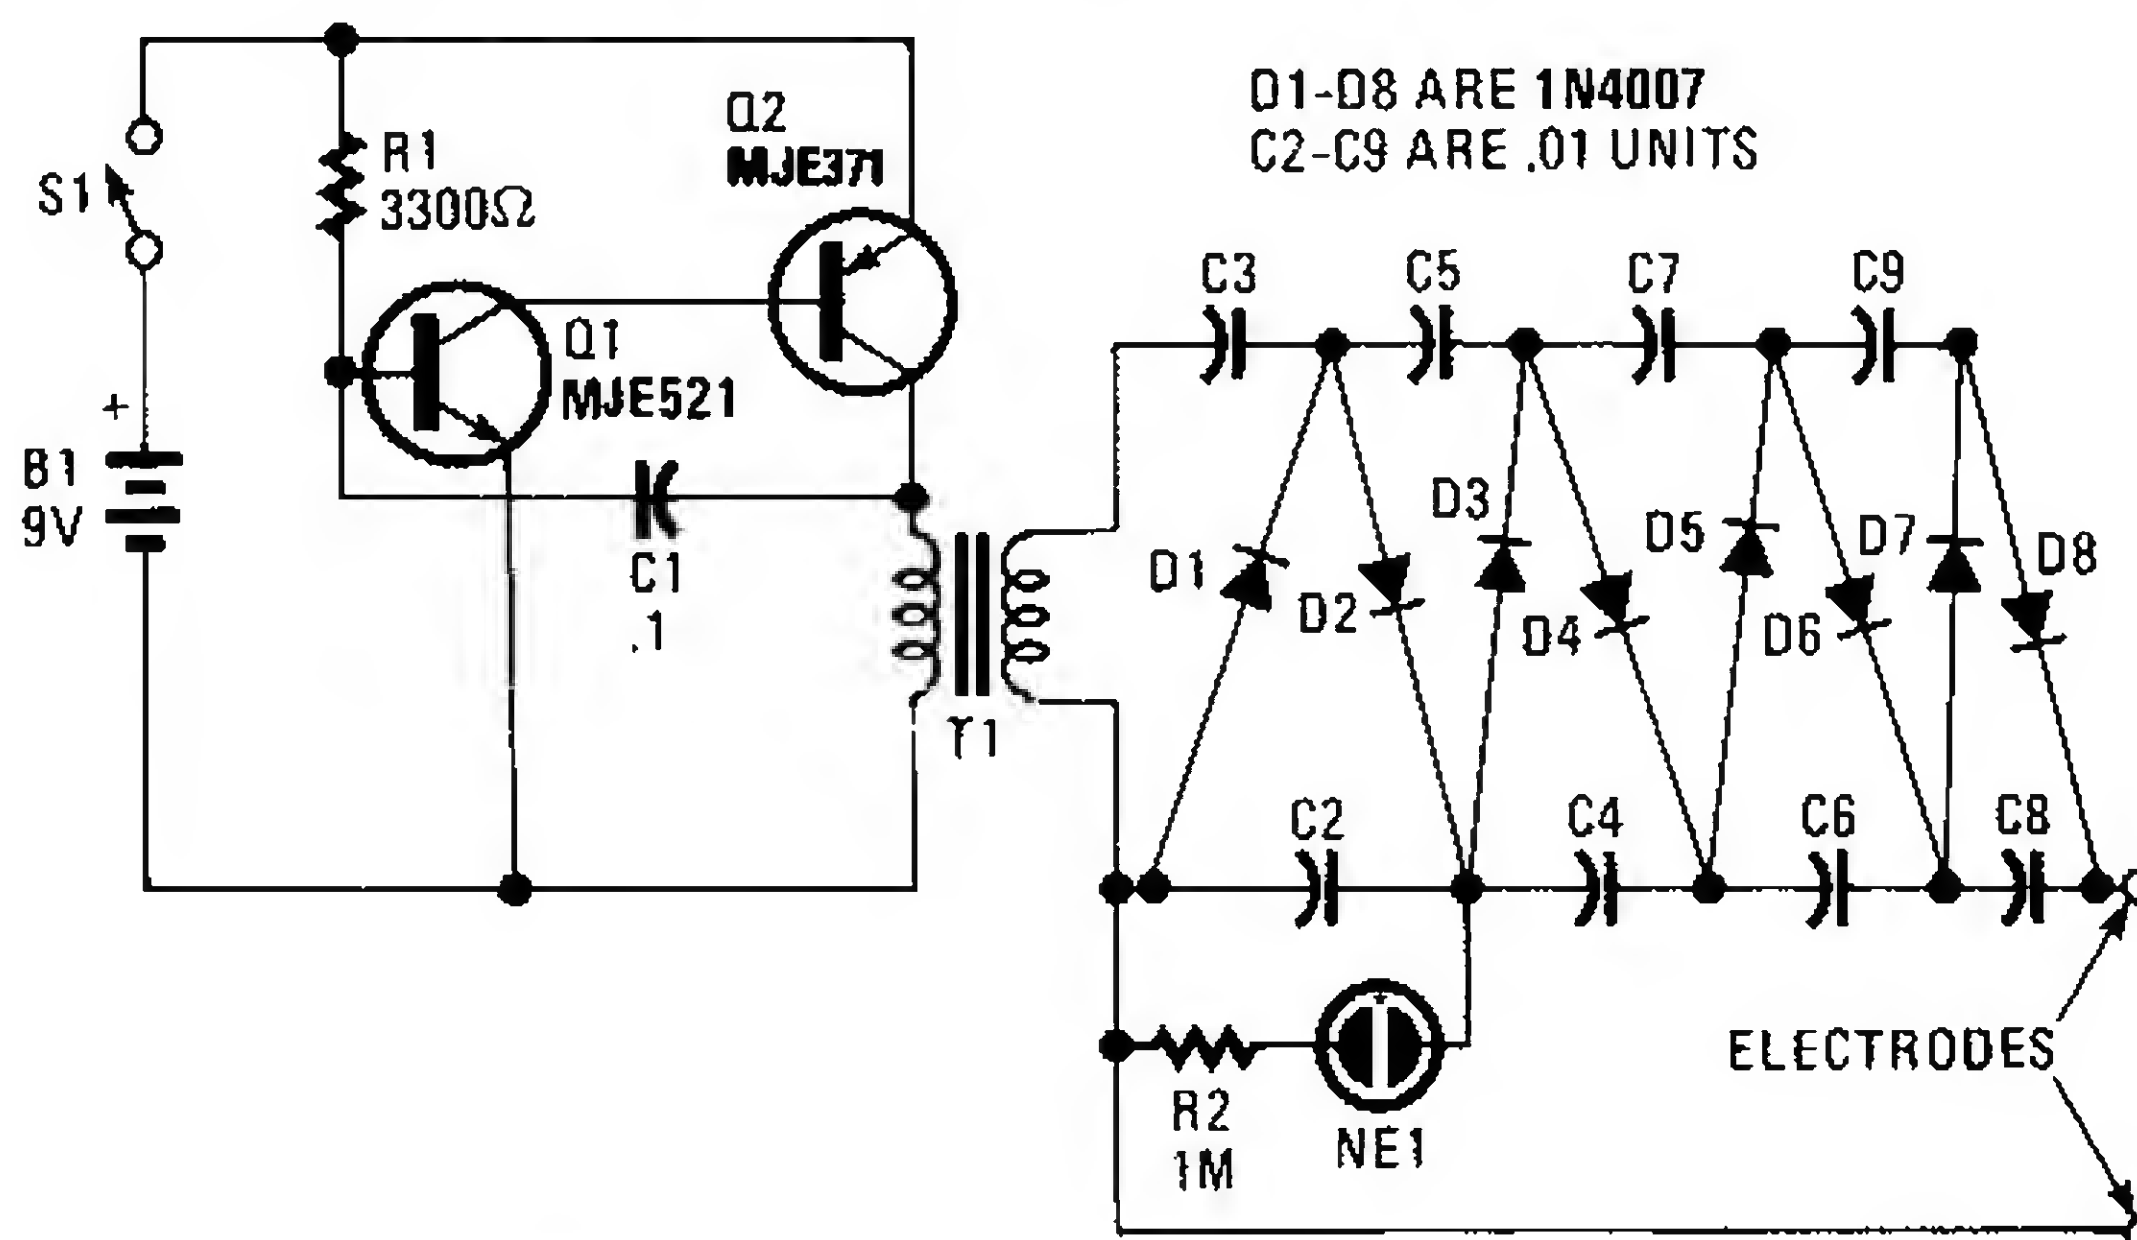 D1-D8 ARE 1N4007
C2-C9 ARE .01 UNITS
Q2
MJE371
R1
3300Ω
S1
Q1
MJE521
+
B1
9V
C1
.1
T1
C3
C5
C7
C9
D1
D2
D3
D4
D5
D6
D7
D8
C2
C4
C6
C8
R2
1M
NE1
ELECTRODES